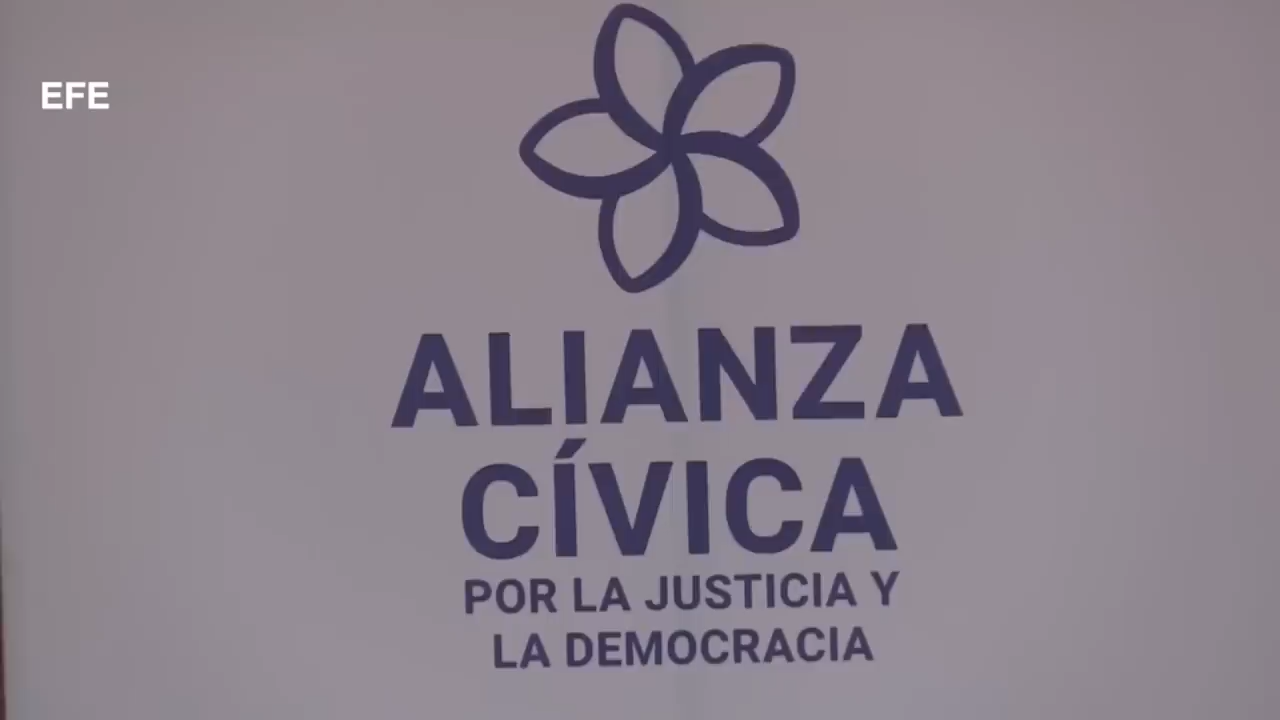 EFE
ALIANZA
CÍVICA
POR LA JUSTICIA Y
LA DEMOCRACIA